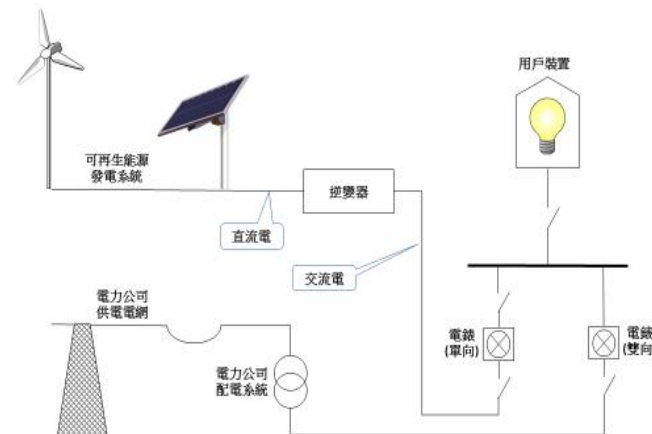 用戶裝置
可再生能源
發電系統
逆變器
直流電
交流電
電力公司
供電電網
電錶
(單向)
電錶
(雙向)
電力公司
配電系統